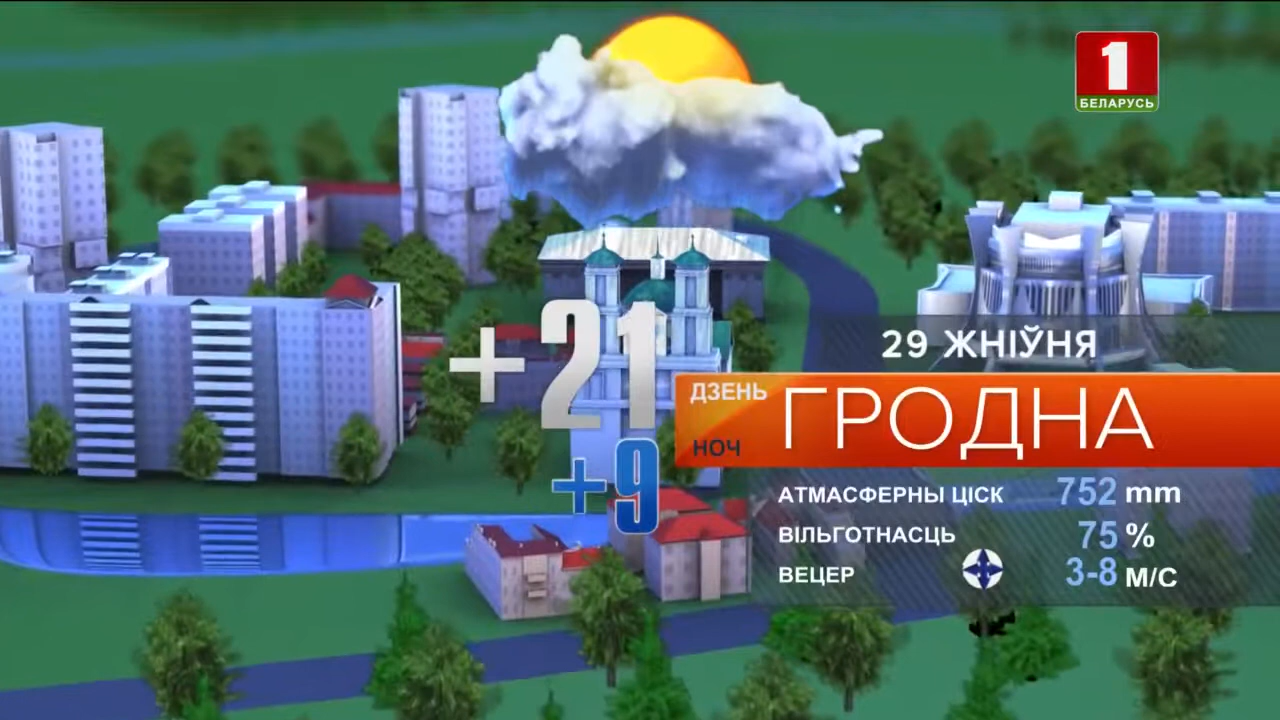 1
БЕЛАРУСЬ
29 ЖНІЎНЯ
+21 ДЗЕНЬ ГРОДНА
+9 НОЧ
АТМАСФЕРНЫ ЦІСК 752 mm
ВІЛЬГОТНАСЦЬ 75 %
ВЕЦЕР 3-8 М/С